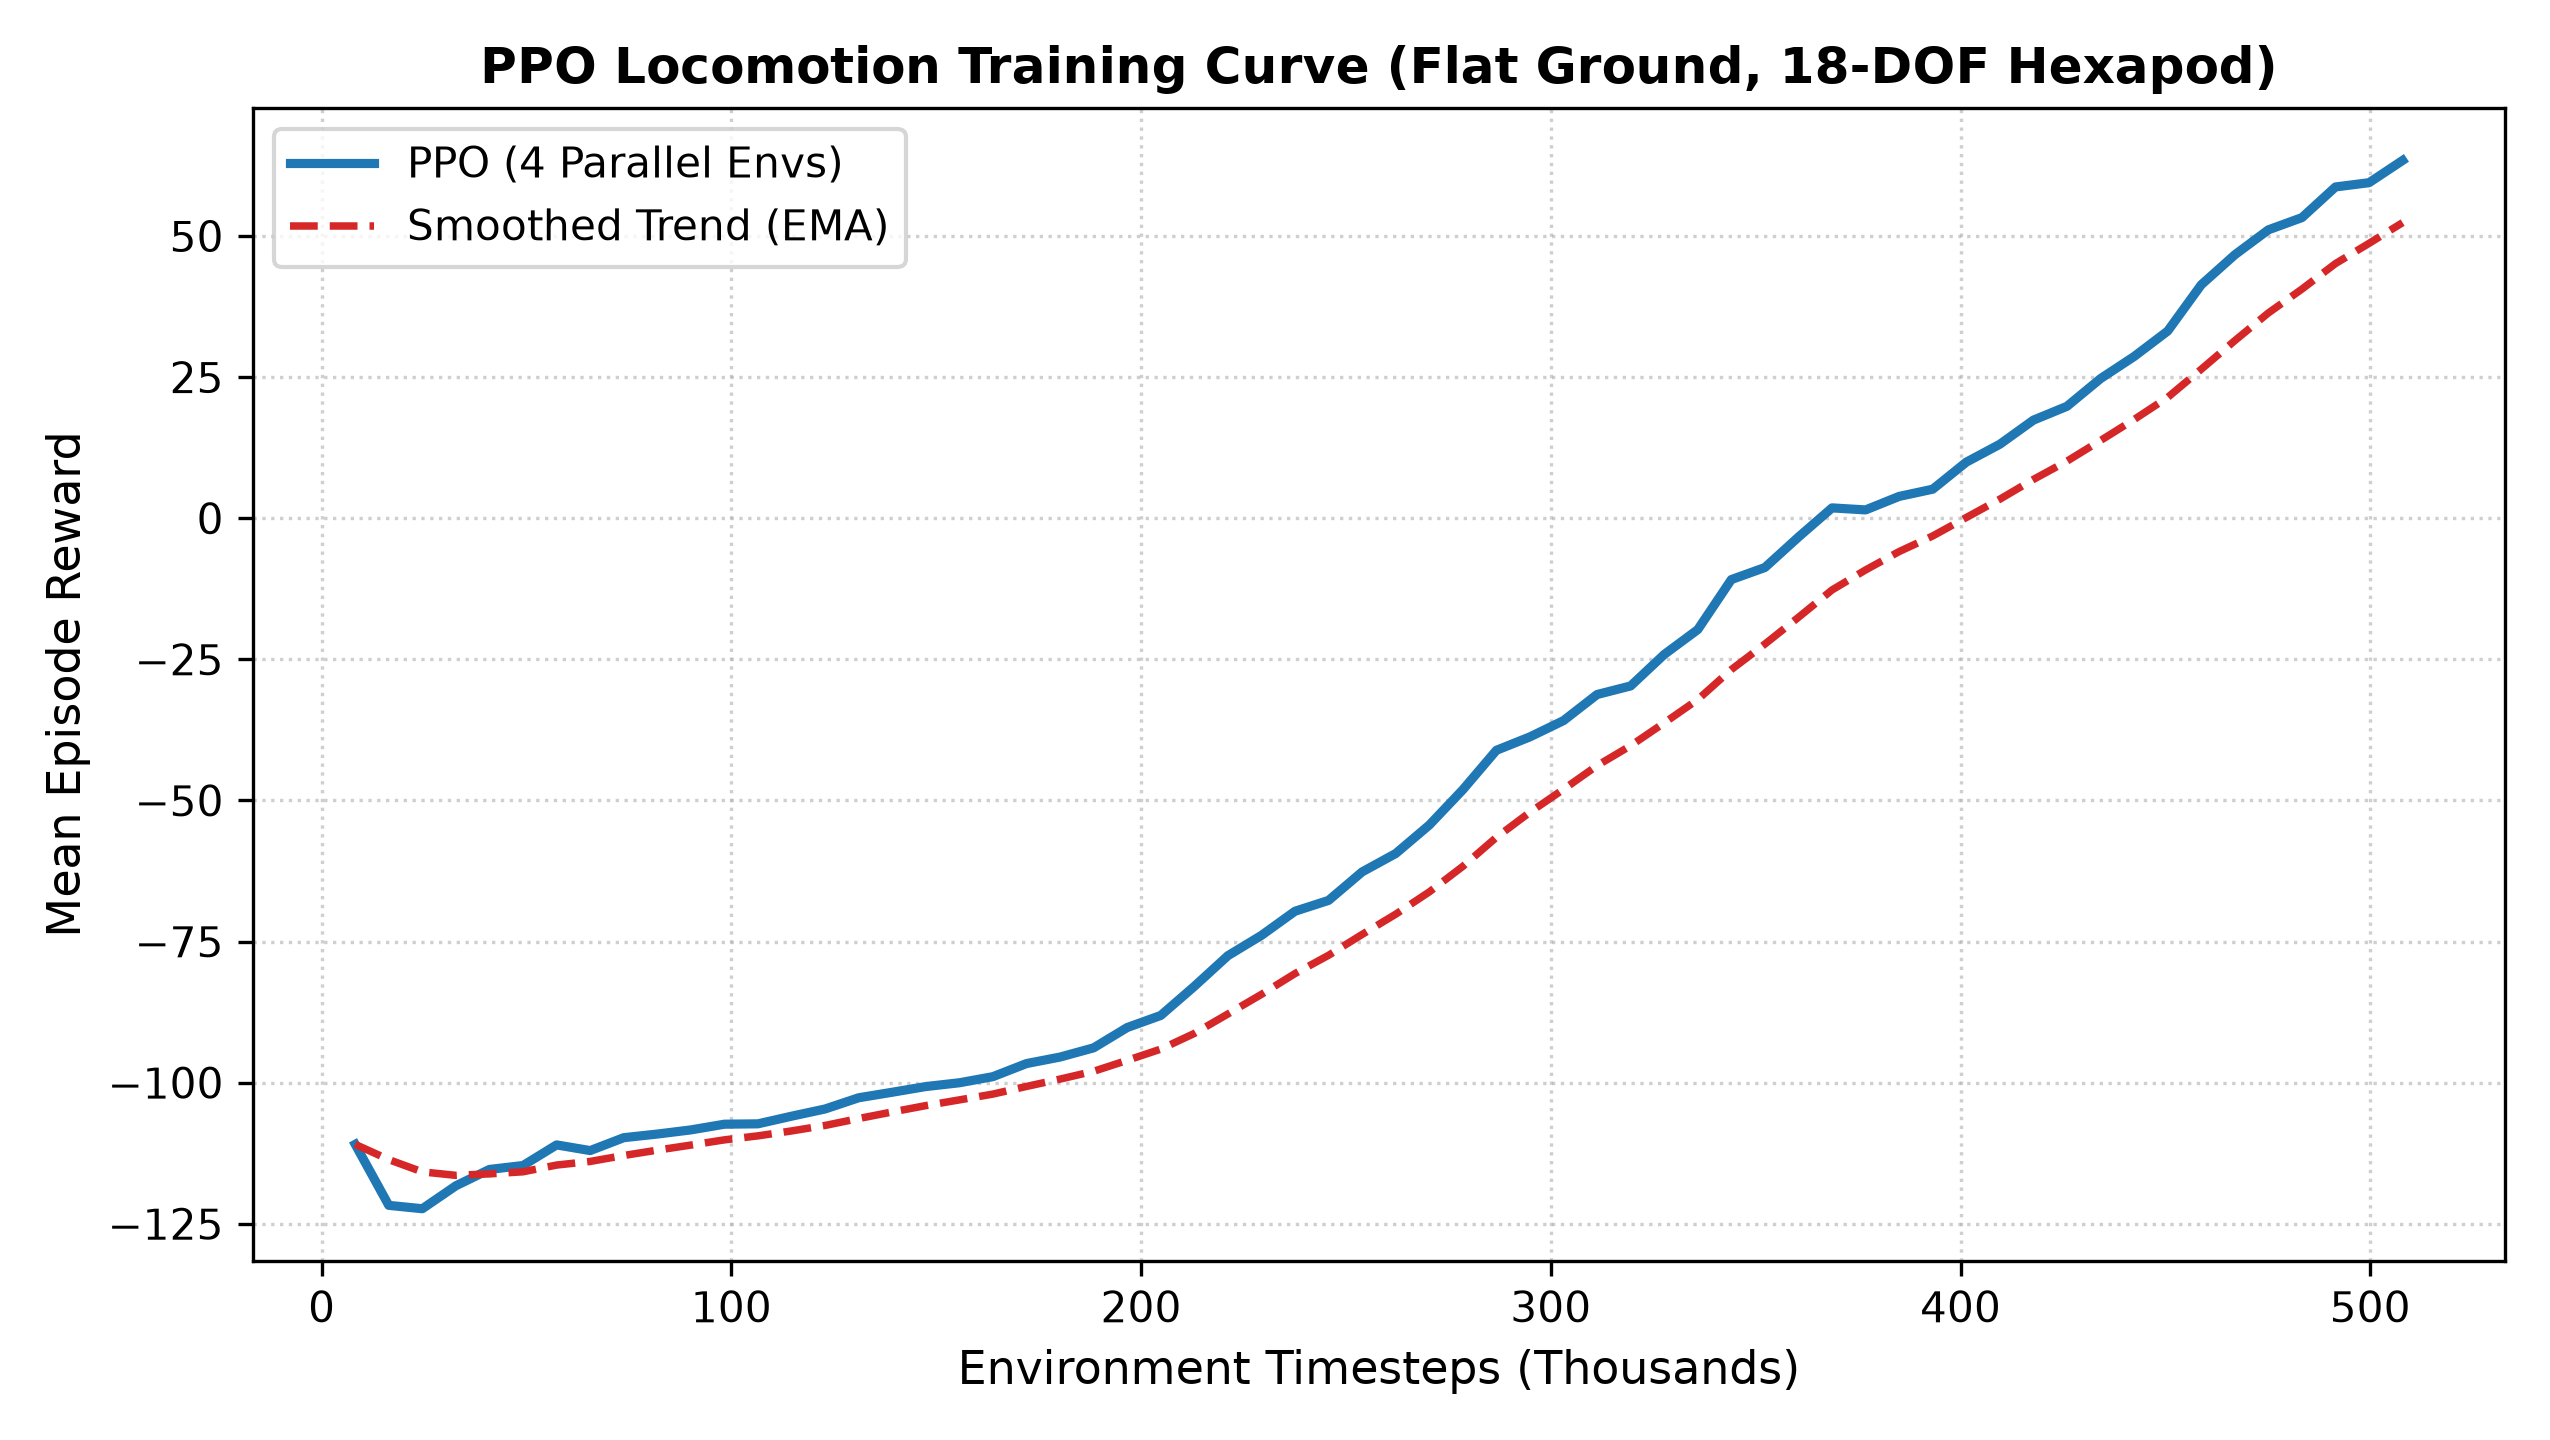 PPO Locomotion Training Curve (Flat Ground, 18-DOF Hexapod)
PPO (4 Parallel Envs)
Smoothed Trend (EMA)
Mean Episode Reward
50
25
0
−25
−50
−75
−100
−125
0 100 200 300 400 500
Environment Timesteps (Thousands)